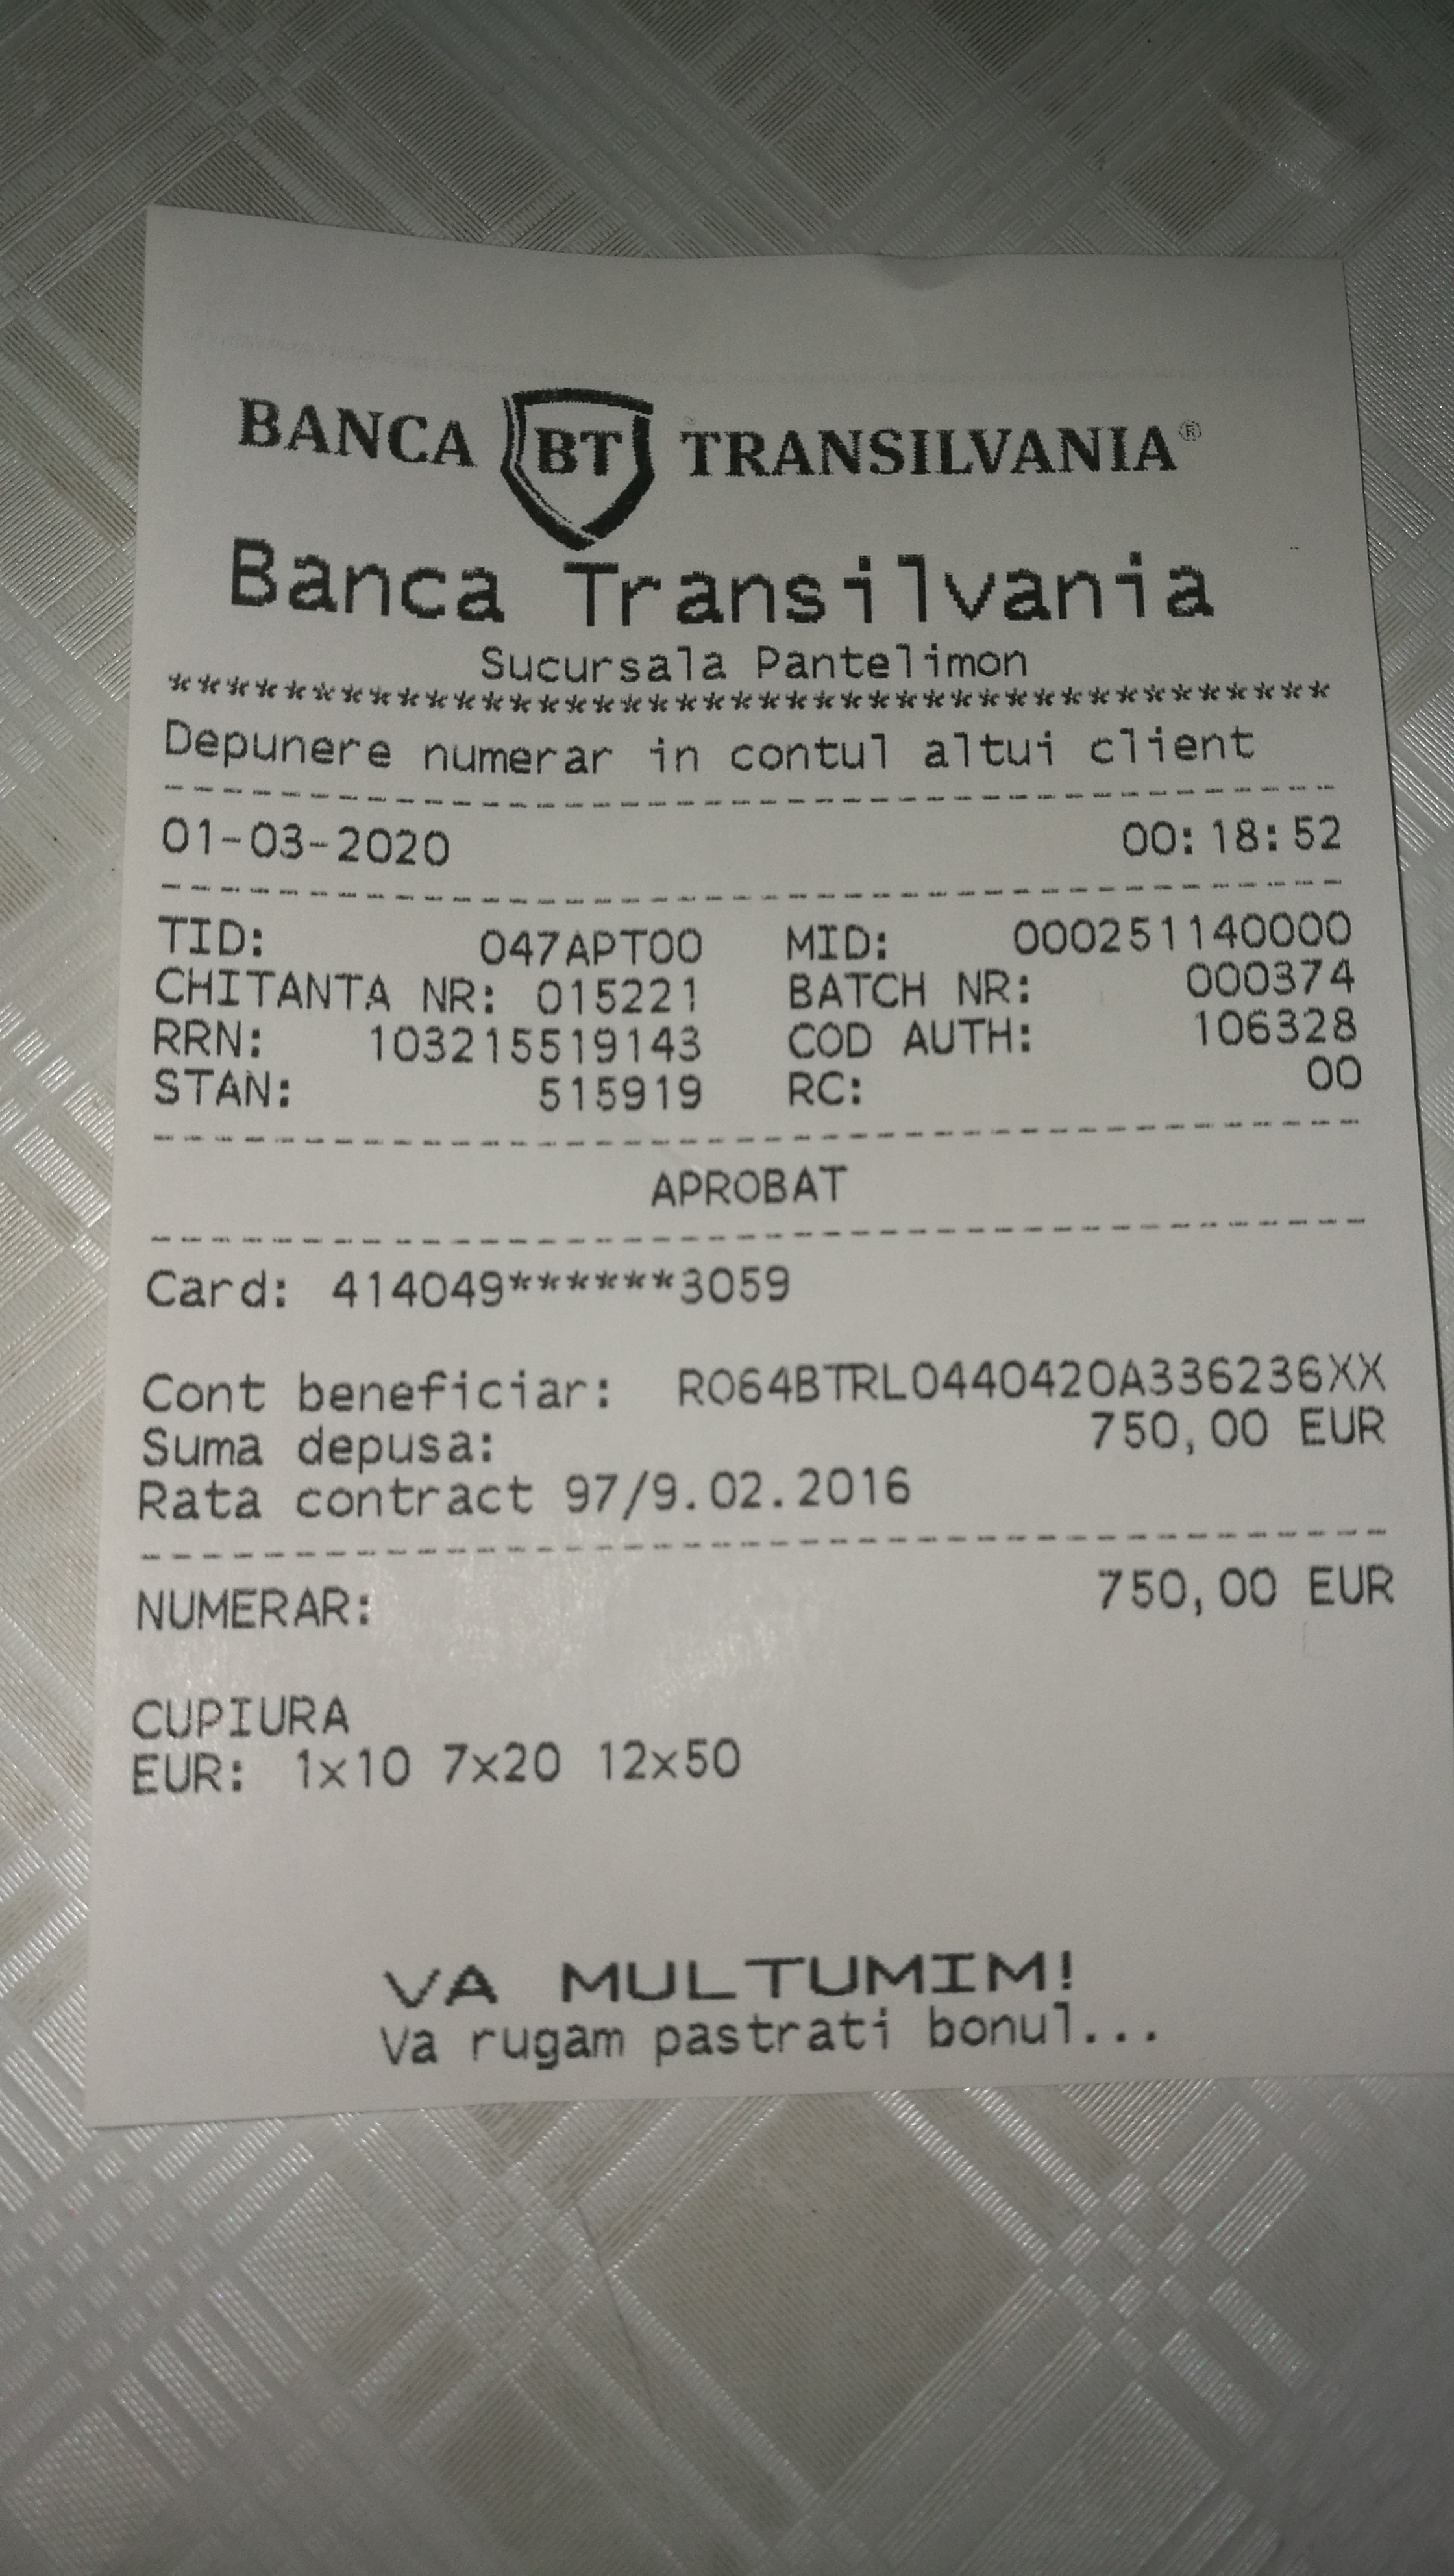 BANCA BT TRANSILVANIA®
Banca Transilvania
Sucursala Pantelimon
******************************************
Depunere numerar in contul altui client
------------------------------------------
01-03-2020 00:18:52
------------------------------------------
TID: 047APT00 MID: 000251140000
CHITANTA NR: 015221 BATCH NR: 000374
RRN: 103215519143 COD AUTH: 106328
STAN: 515919 RC: 00
------------------------------------------
APROBAT
------------------------------------------
Card: 414049******3059
Cont beneficiar: RO64BTRL0440420A336236XX
Suma depusa: 750,00 EUR
Rata contract 97/9.02.2016
------------------------------------------
NUMERAR: 750,00 EUR
CUPIURA
EUR: 1x10 7x20 12x50
VA MULTUMIM!
Va rugam pastrati bonul...